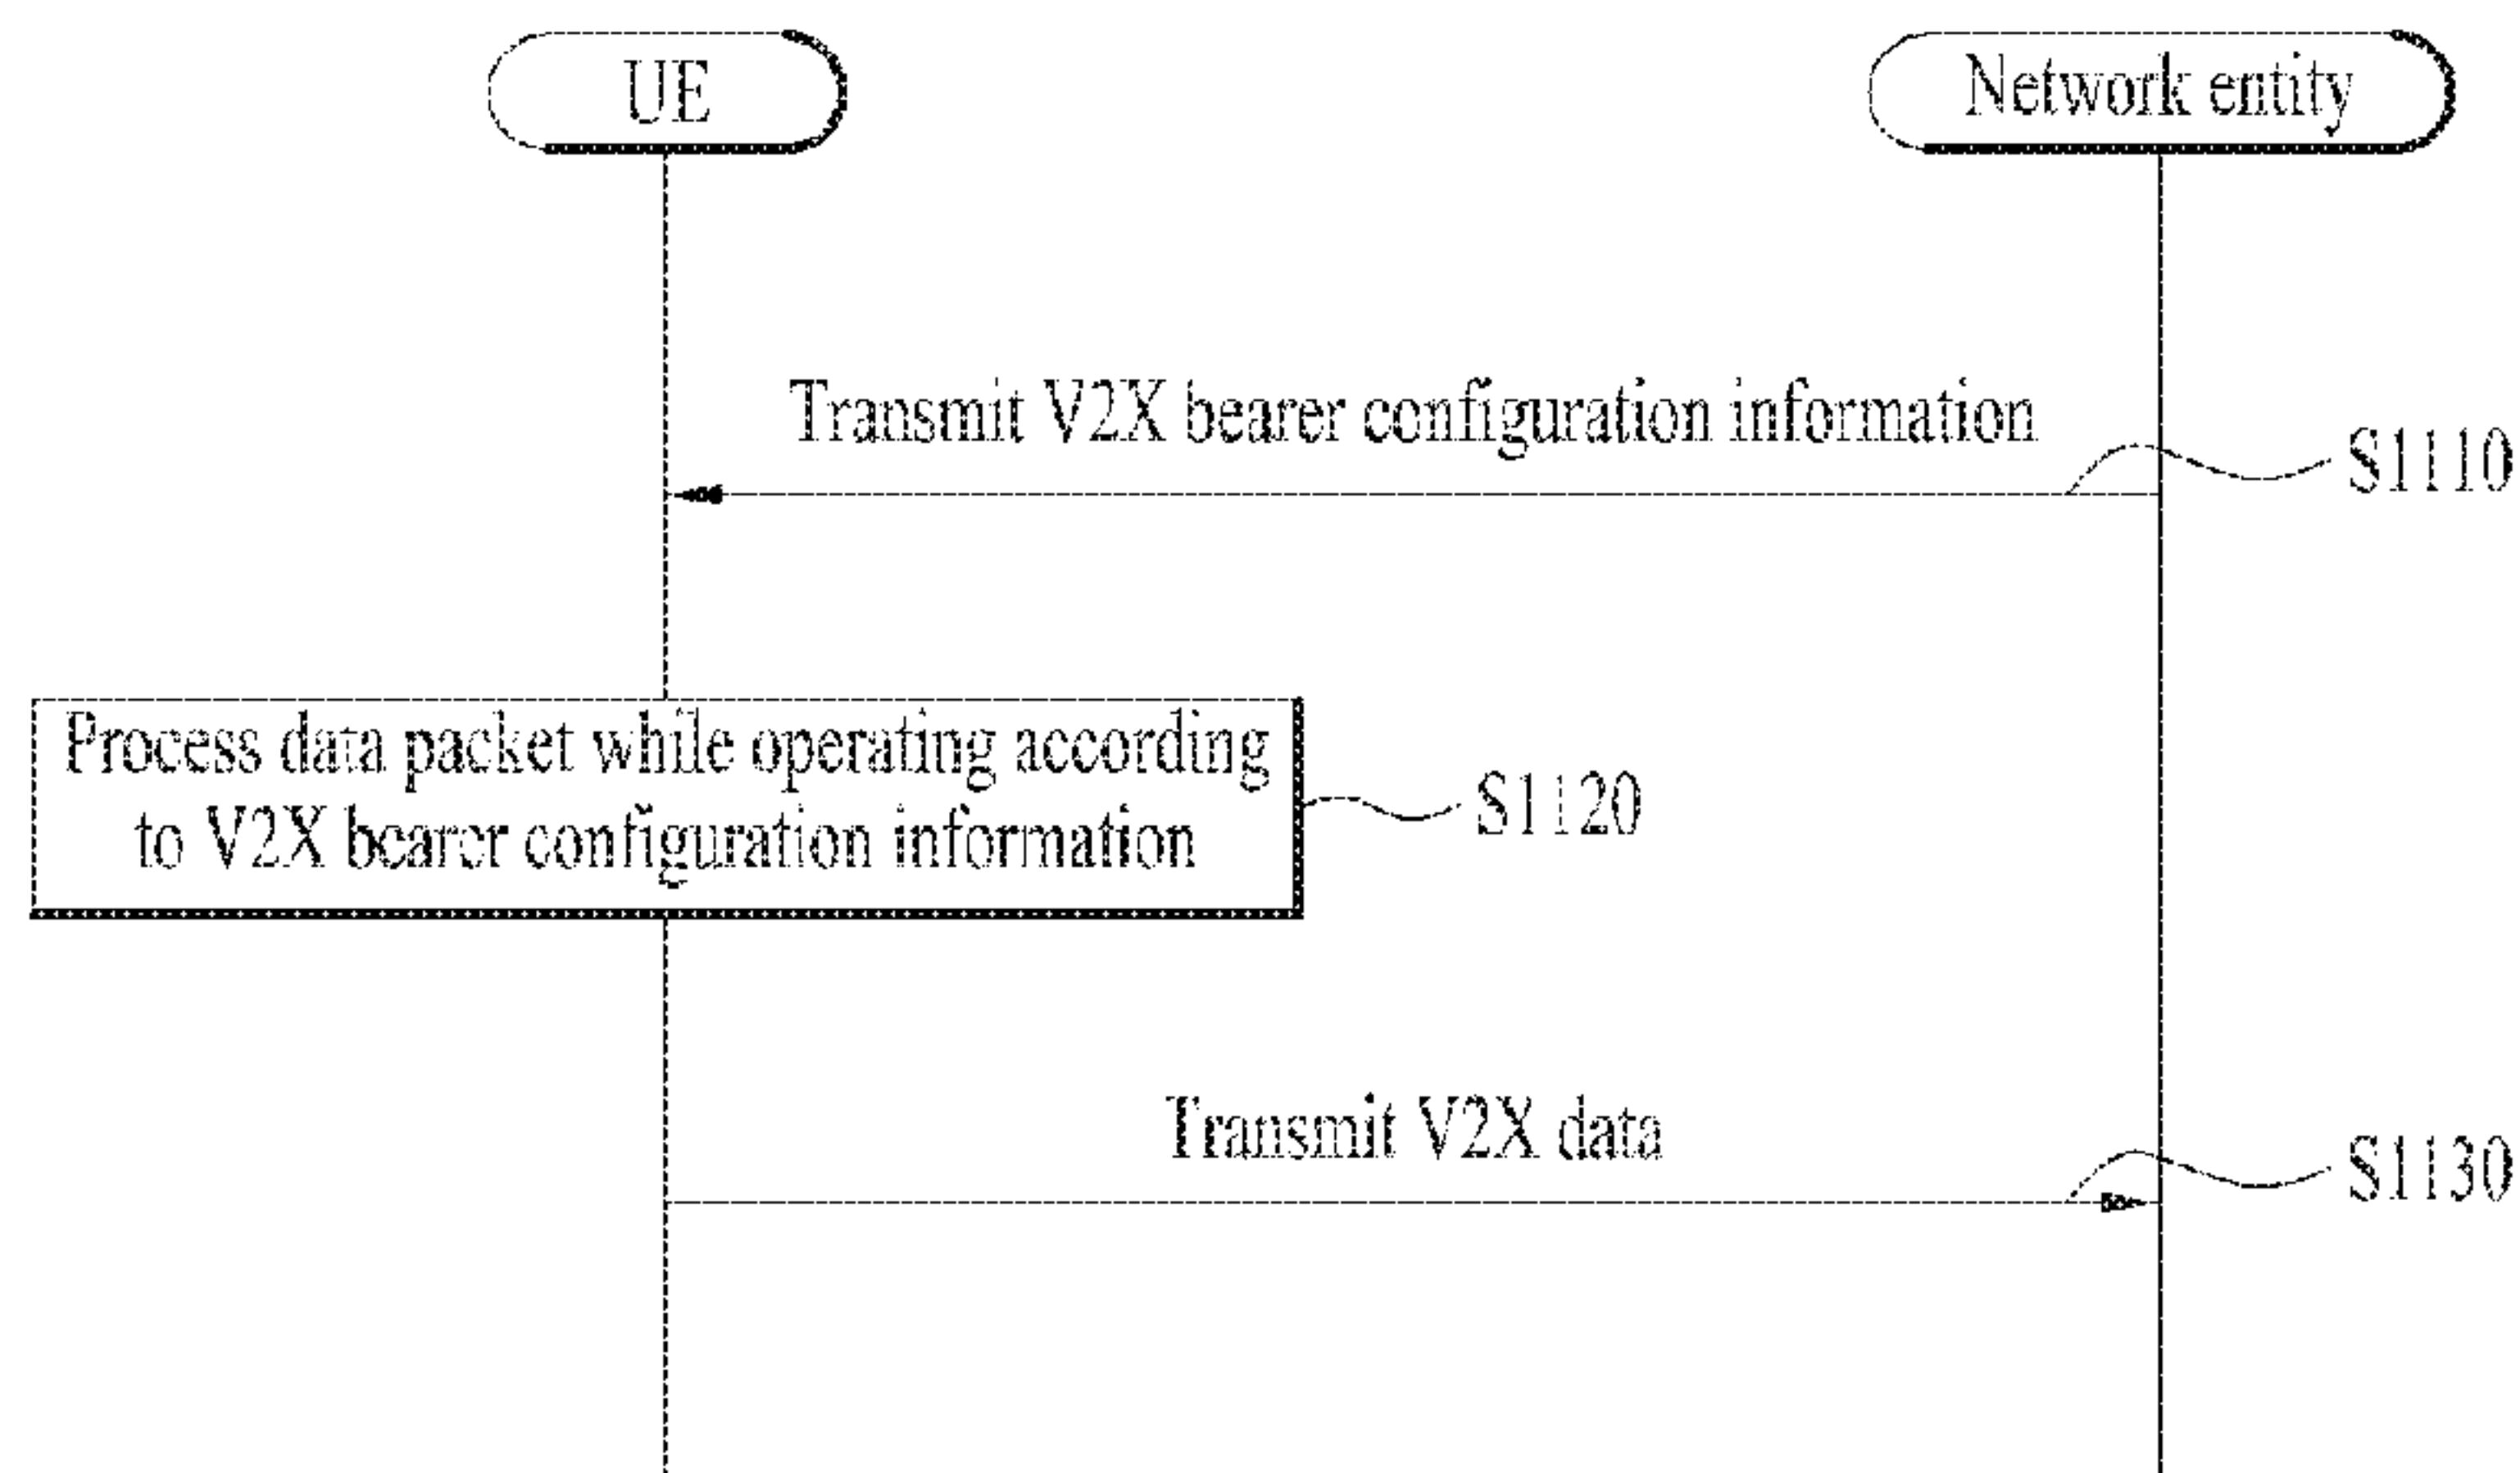 UE
Network entity
Transmit V2X bearer configuration information
S1110
Process data packet while operating according
to V2X bearer configuration information
S1120
Transmit V2X data
S1130